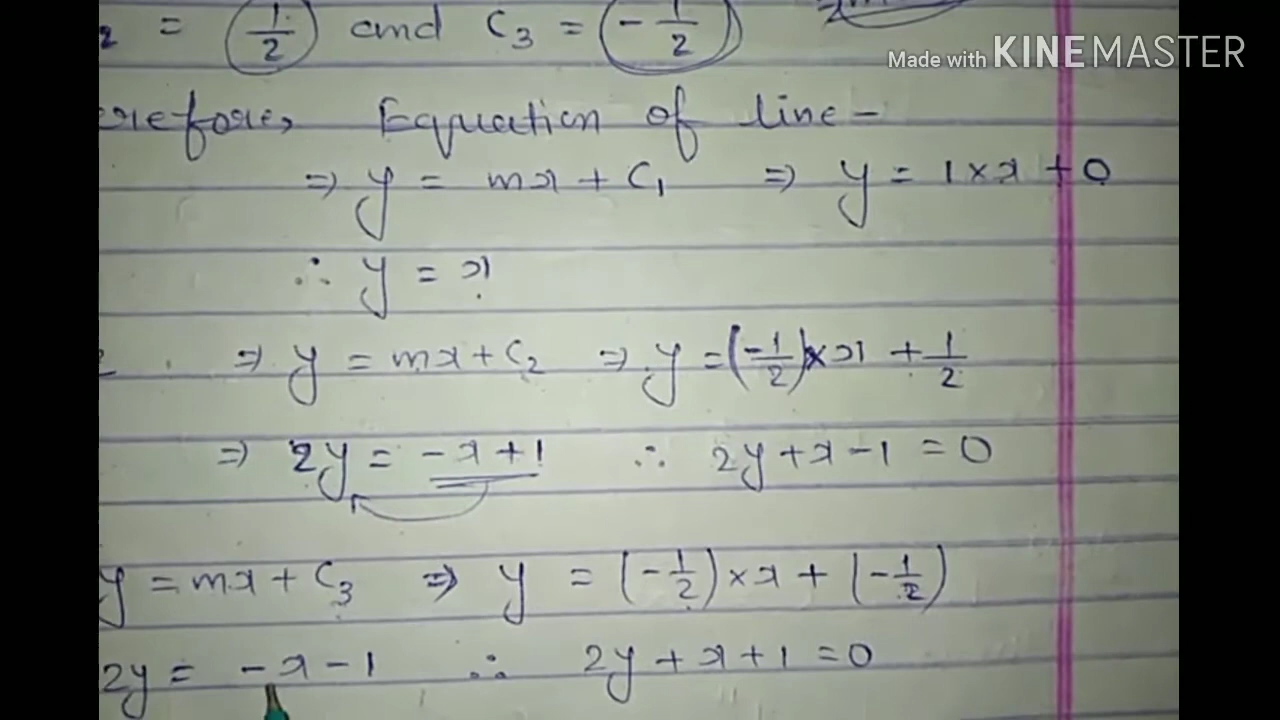 2 = (1/2) and C₃ = (-1/2)
Made with KINEMASTER
erefore, Equation of line -
⇒ y = mx + C₁ ⇒ y = 1 × x + 0
∴ y = x
⇒ y = mx + C₂ ⇒ y = (-1/2) × x + 1/2
⇒ 2y = -x + 1 ∴ 2y + x - 1 = 0
y = mx + C₃ ⇒ y = (-1/2) × x + (-1/2)
2y = -x - 1 ∴ 2y + x + 1 = 0